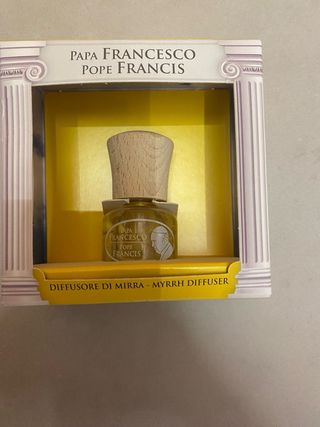 PAPA FRANCESCO
POPE FRANCIS
PAPA
FRANCESCO
POPE
FRANCIS
DIFFUSORE DI MIRRA - MYRRH DIFFUSER